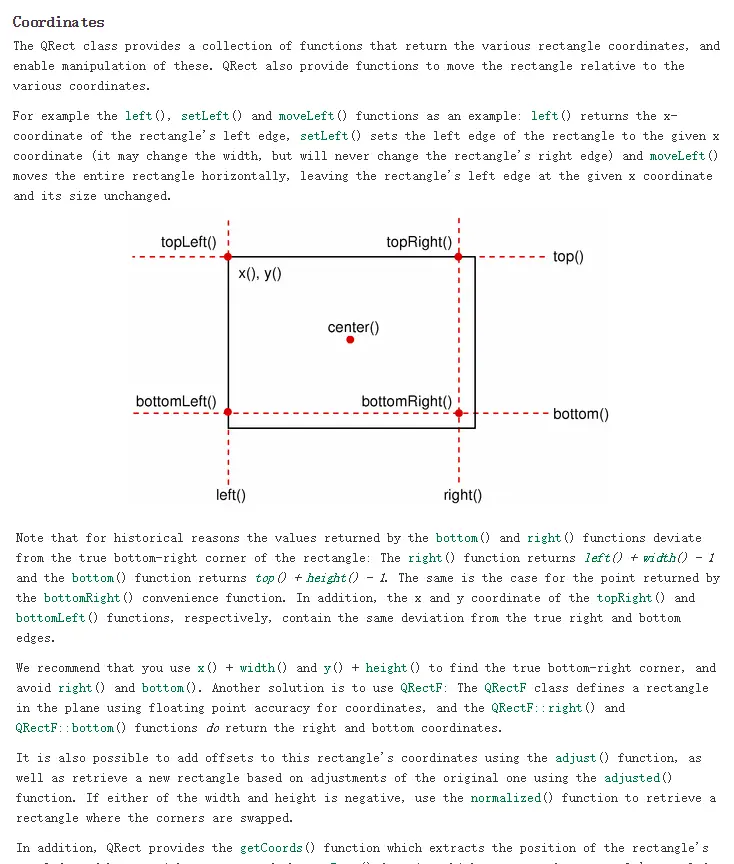 Coordinates
The QRect class provides a collection of functions that return the various rectangle coordinates, and
enable manipulation of these. QRect also provide functions to move the rectangle relative to the
various coordinates.
For example the left(), setLeft() and moveLeft() functions as an example: left() returns the x-
coordinate of the rectangle's left edge, setLeft() sets the left edge of the rectangle to the given x
coordinate (it may change the width, but will never change the rectangle's right edge) and moveLeft()
moves the entire rectangle horizontally, leaving the rectangle's left edge at the given x coordinate
and its size unchanged.
topLeft()
topRight()
top()
x(), y()
center()
bottomLeft()
bottomRight()
bottom()
left()
right()
Note that for historical reasons the values returned by the bottom() and right() functions deviate
from the true bottom-right corner of the rectangle: The right() function returns left() + width() - 1
and the bottom() function returns top() + height() - 1. The same is the case for the point returned by
the bottomRight() convenience function. In addition, the x and y coordinate of the topRight() and
bottomLeft() functions, respectively, contain the same deviation from the true right and bottom
edges.
We recommend that you use x() + width() and y() + height() to find the true bottom-right corner, and
avoid right() and bottom(). Another solution is to use QRectF: The QRectF class defines a rectangle
in the plane using floating point accuracy for coordinates, and the QRectF::right() and
QRectF::bottom() functions do return the right and bottom coordinates.
It is also possible to add offsets to this rectangle's coordinates using the adjust() function, as
well as retrieve a new rectangle based on adjustments of the original one using the adjusted()
function. If either of the width and height is negative, use the normalized() function to retrieve a
rectangle where the corners are swapped.
In addition, QRect provides the getCoords() function which extracts the position of the rectangle's